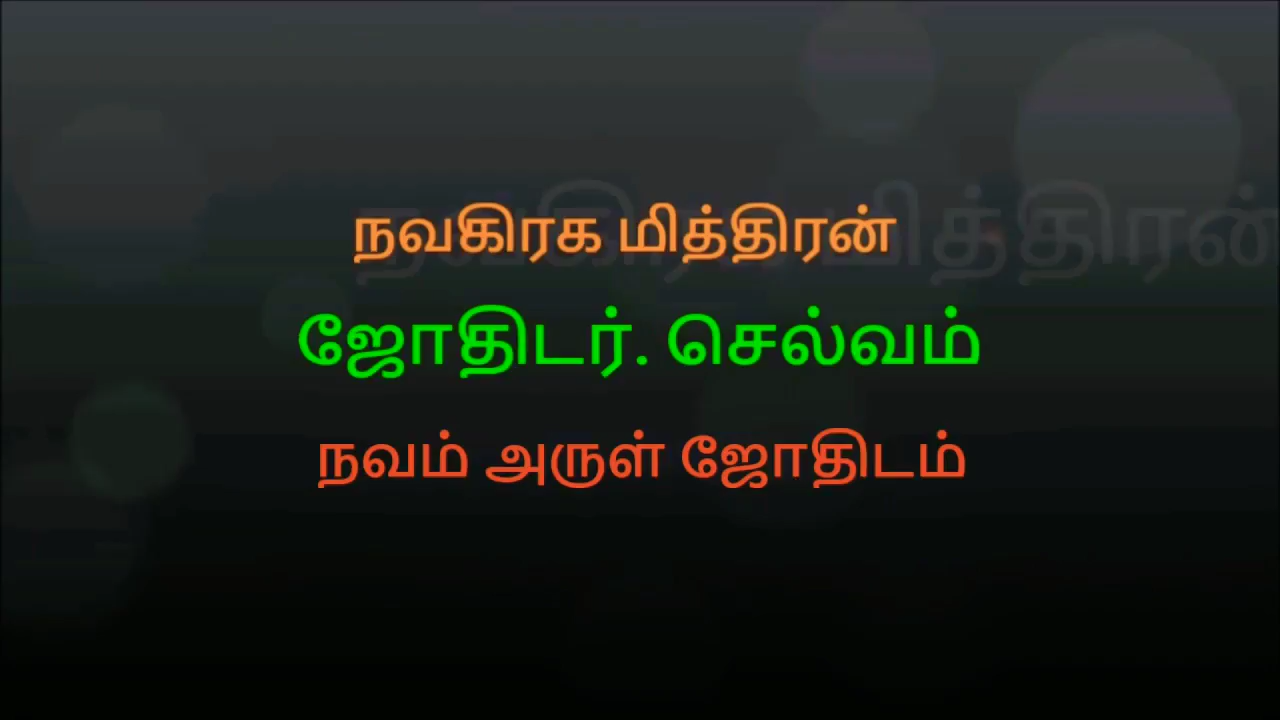 நவகிரக மித்திரன்
ஜோதிடர். செல்வம்
நவம் அருள் ஜோதிடம்